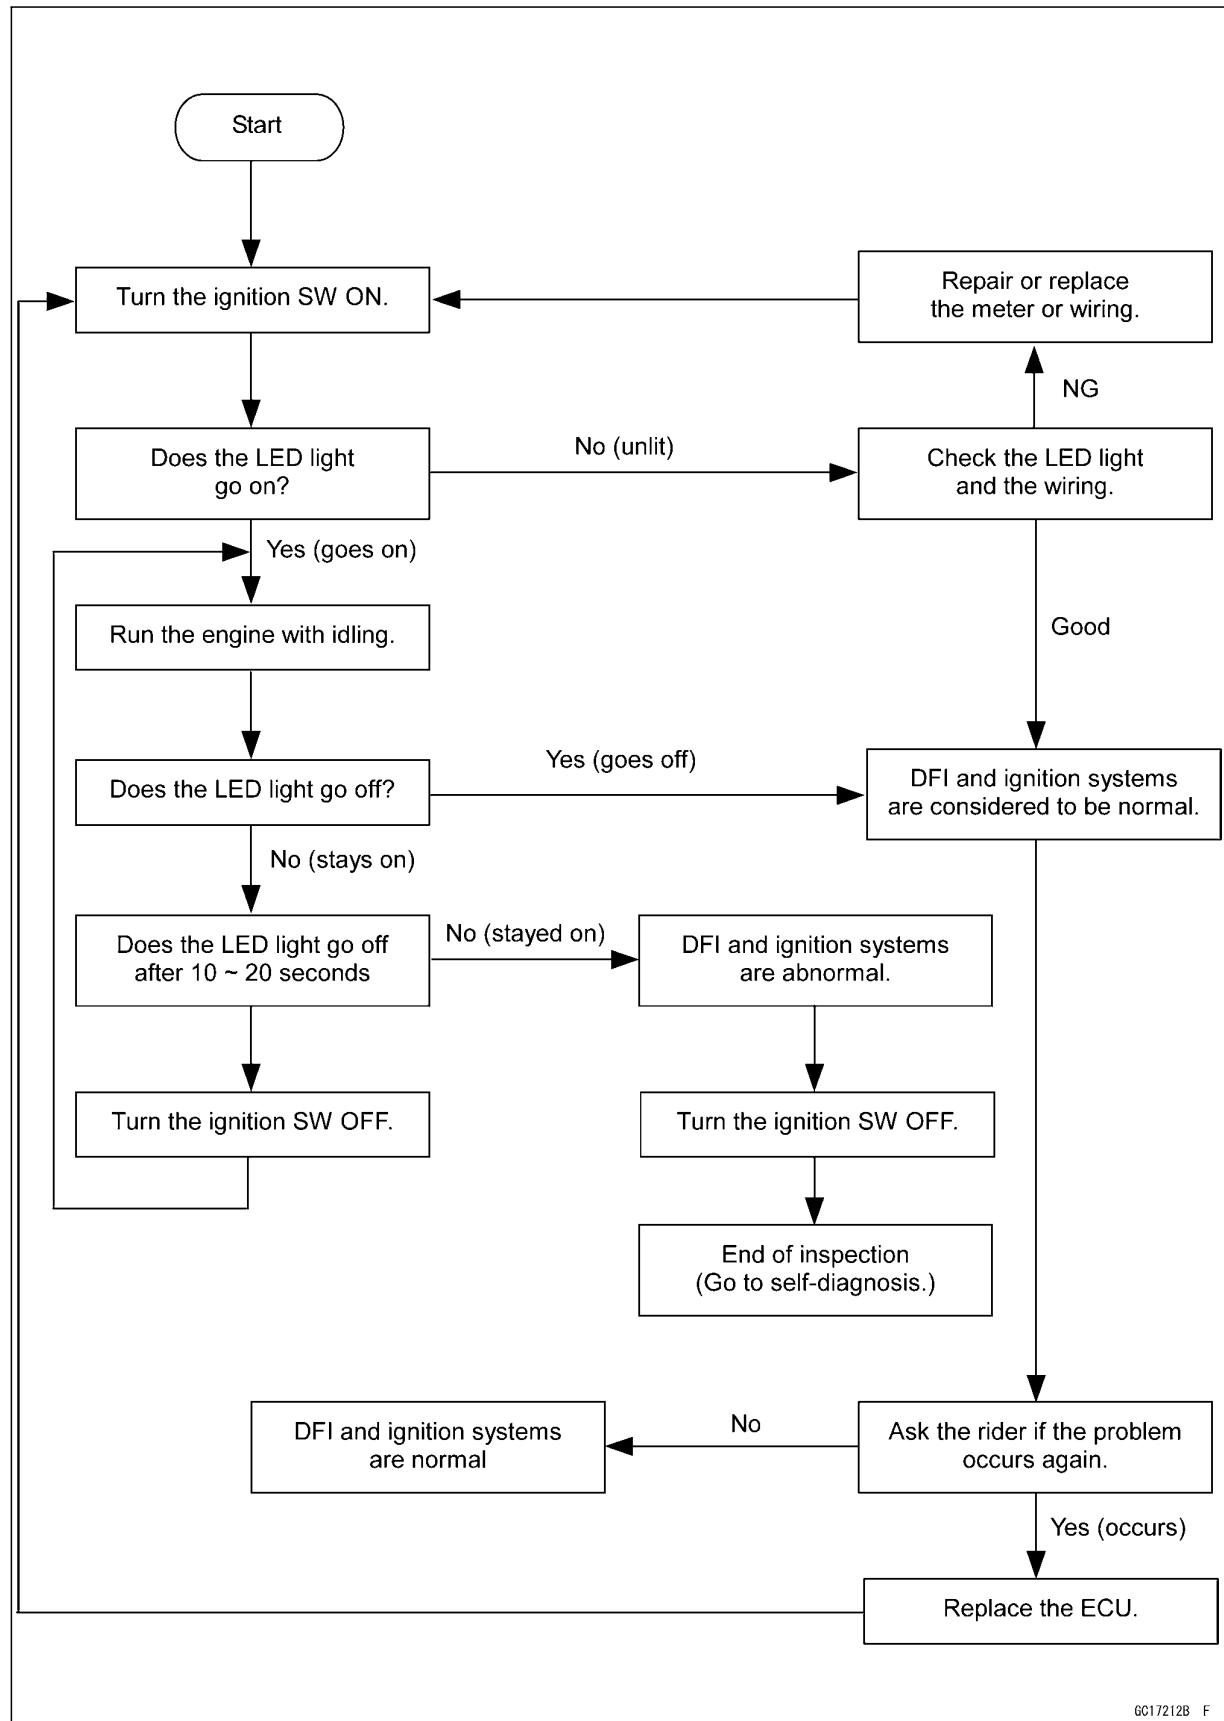 Start
Turn the ignition SW ON.
Repair or replace
the meter or wiring.
NG
Does the LED light
go on?
No (unlit)
Check the LED light
and the wiring.
Yes (goes on)
Run the engine with idling.
Good
Does the LED light go off?
Yes (goes off)
DFI and ignition systems
are considered to be normal.
No (stays on)
Does the LED light go off
after 10 ~ 20 seconds
No (stayed on)
DFI and ignition systems
are abnormal.
Turn the ignition SW OFF.
Turn the ignition SW OFF.
End of inspection
(Go to self-diagnosis.)
DFI and ignition systems
are normal
No
Ask the rider if the problem
occurs again.
Yes (occurs)
Replace the ECU.
GC17212B F